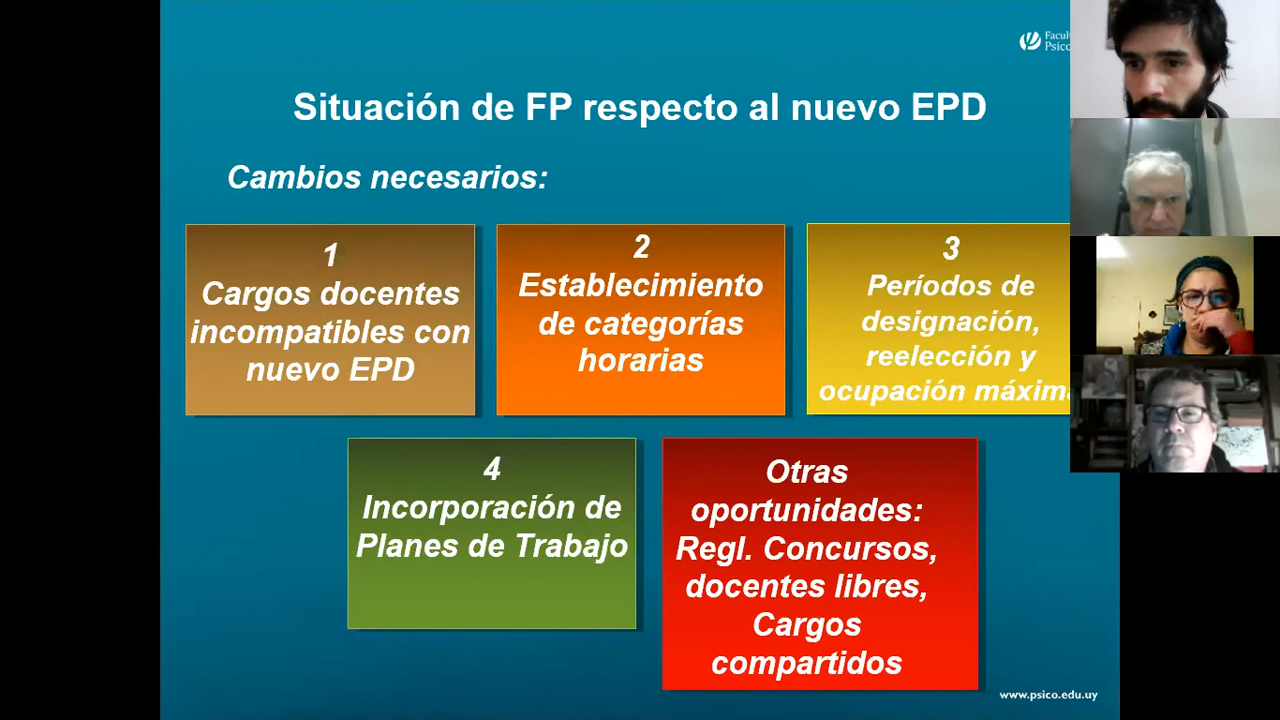 Situación de FP respecto al nuevo EPD
Cambios necesarios:
1
Cargos docentes
incompatibles con
nuevo EPD
2
Establecimiento
de categorías
horarias
3
Períodos de
designación,
reelección y
ocupación
4
Incorporación de
Planes de Trabajo
Otras
oportunidades:
Regl. Concursos,
docentes libres,
Cargos
compartidos
www.psico.edu.uy